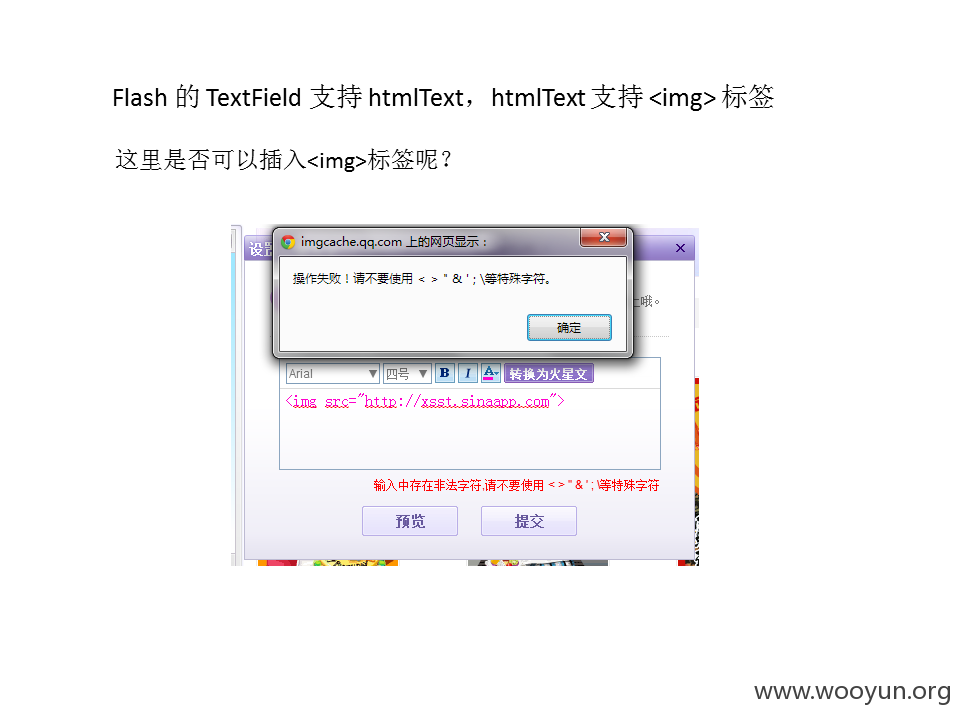 Flash 的 TextField 支持 htmlText，htmlText 支持 <img> 标签
这里是否可以插入<img>标签呢？
imgcache.qq.com 上的网页显示：
设置
操作失败！请不要使用 < > " & ' ; \等特殊字符。
上哦。
确定
Arial 四号 B I A 转换为火星文
<img src="http://xsst.sinaapp.com">
输入中存在非法字符,请不要使用 < > " & ' ; \等特殊字符
预览 提交
www.wooyun.org